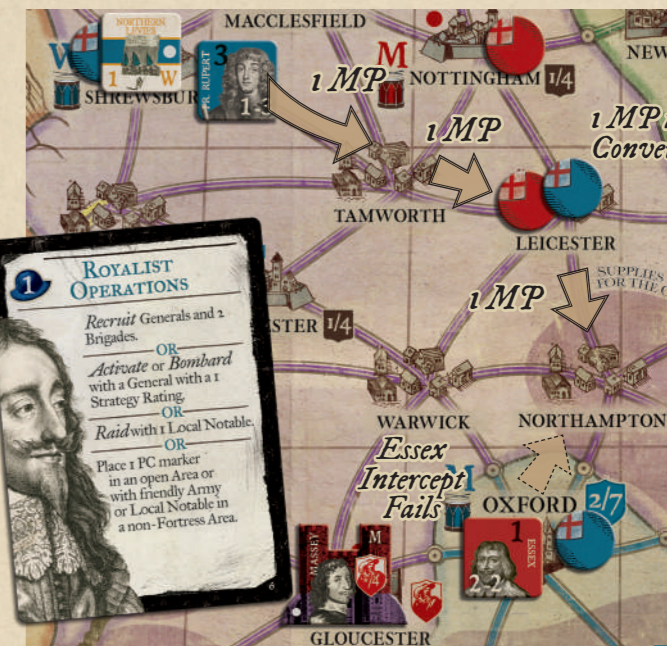 MACCLESFIELD
NORTHERN
LEVIES
1 W
W
SHREWSBUR
3
PR. RUPERT
1-3
1 MP
M
NOTTINGHAM 1/4
NEW
1 MP
1 MP
Conve
TAMWORTH
LEICESTER
SUPPLIES
FOR THE
1 MP
STER 1/4
WARWICK
NORTHAMPTON
Essex
Intercept
Fails
M
OXFORD 2/7
1
ESSEX
2-2
MASSEY
M
GLOUCESTER
1
ROYALIST
OPERATIONS
Recruit Generals and 2
Brigades.
OR
Activate or Bombard
with a General with a 1
Strategy Rating.
OR
Raid with 1 Local Notable.
OR
Place 1 PC marker
in an open Area or
with friendly Army
or Local Notable in
a non-Fortress Area.
6